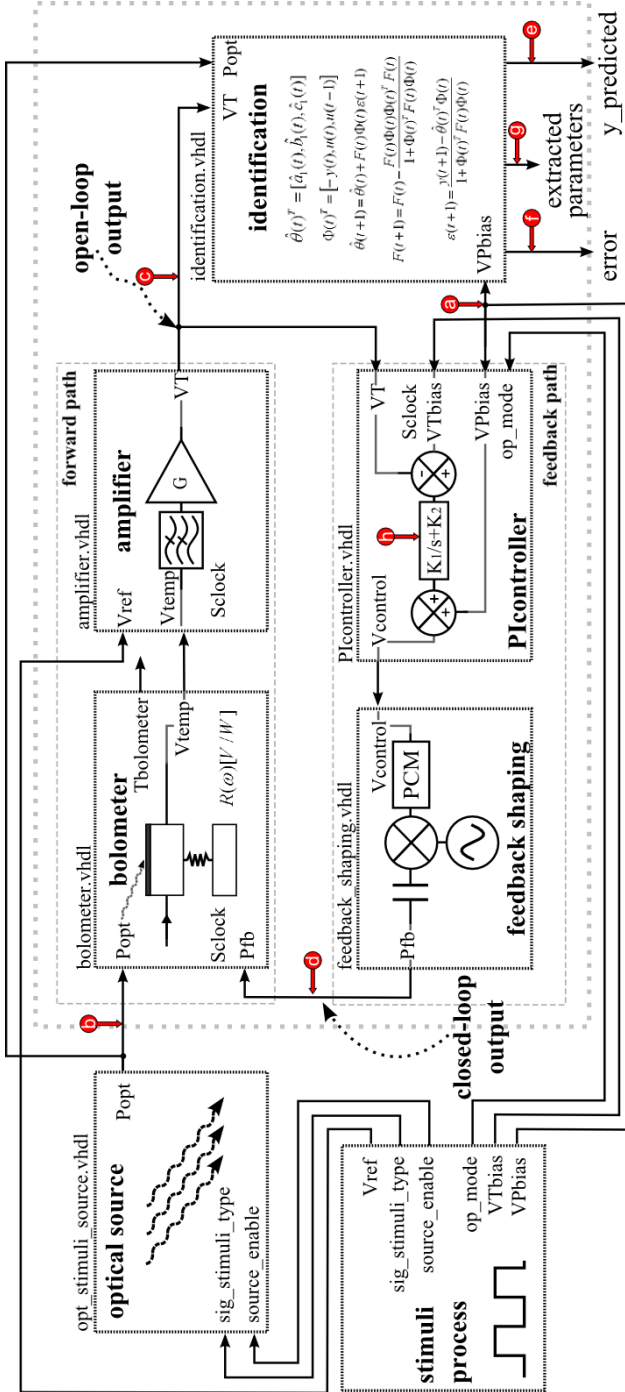 opt_stimuli_source.vhdl
optical source
Popt
sig_stimuli_type
source_enable
stimuli
process
Vref
sig_stimuli_type
source_enable
op_mode
VTbias
VPbias
b
forward path
bolometer.vhdl
Popt
bolometer
Tbolometer
Vtemp
R(ω)[V/W]
Sclock
Pfb
amplifier.vhdl
Vref
amplifier
Vtemp
G
VT
Sclock
open-loop
output
c
d
closed-loop
output
feedback_shaping.vhdl
Vcontrol
PCM
Pfb
feedback shaping
PIcontroller.vhdl
Vcontrol
h
K1/s+K2
+ +
- +
VT
Sclock
VTbias
VPbias
op_mode
PIcontroller
feedback path
a
identification.vhdl
VT Popt
identification
θ̂(t)ᵀ = [â₁(t), b̂₁(t), ĉ₁(t)]
Φ(t)ᵀ = [−y(t), u(t), u(t−1)]
θ̂(t+1) = θ̂(t) + F(t)Φ(t)ε(t+1)
F(t+1) = F(t) − F(t)Φ(t)Φ(t)ᵀF(t) / 1+Φ(t)ᵀF(t)Φ(t)
ε(t+1) = y(t+1) − θ̂(t)ᵀΦ(t) / 1+Φ(t)ᵀF(t)Φ(t)
VPbias
f
g
e
error
extracted
parameters
y_predicted